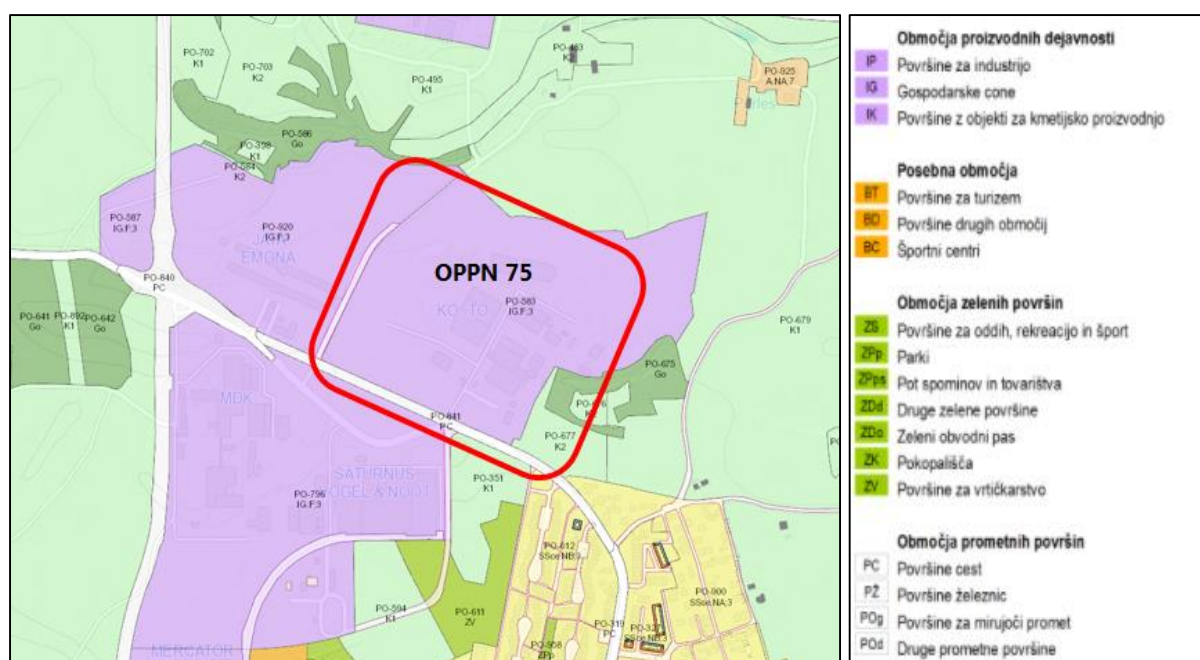 PO-702
K1
PO-703
K2
PO-495
K1
PO-463
PO-925
A.NA;7
PO-586
Go
K1
K2
PO-587
IG.F;3
PO-920
IG.F;3
EMONA
OPPN 75
PO-583
IG.F;3
PO-640
PC
PO-641
Go
PO-892
K1
PO-642
Go
PO-679
K1
PO-675
Go
MDK
PO-641
PC
PO-677
K2
SATURNUS
PO-351
K1
PO-796
IG.F;3
PO-612
PO-900
SSse.NA;3
PO-594
K1
PO-611
ZV
PO-319
PC
ZPp
MERCATOR
Območja proizvodnih dejavnosti
IP Površine za industrijo
IG Gospodarske cone
IK Površine z objekti za kmetijsko proizvodnjo
Posebna območja
BT Površine za turizem
BD Površine drugih območij
BC Športni centri
Območja zelenih površin
ZS Površine za oddih, rekreacijo in šport
ZPp Parki
ZPps Pot spominov in tovarištva
ZDd Druge zelene površine
ZDo Zeleni obvodni pas
ZK Pokopališča
ZV Površine za vrtičkarstvo
Območja prometnih površin
PC Površine cest
PŽ Površine železnic
POg Površine za mirujoči promet
POd Druge prometne površine